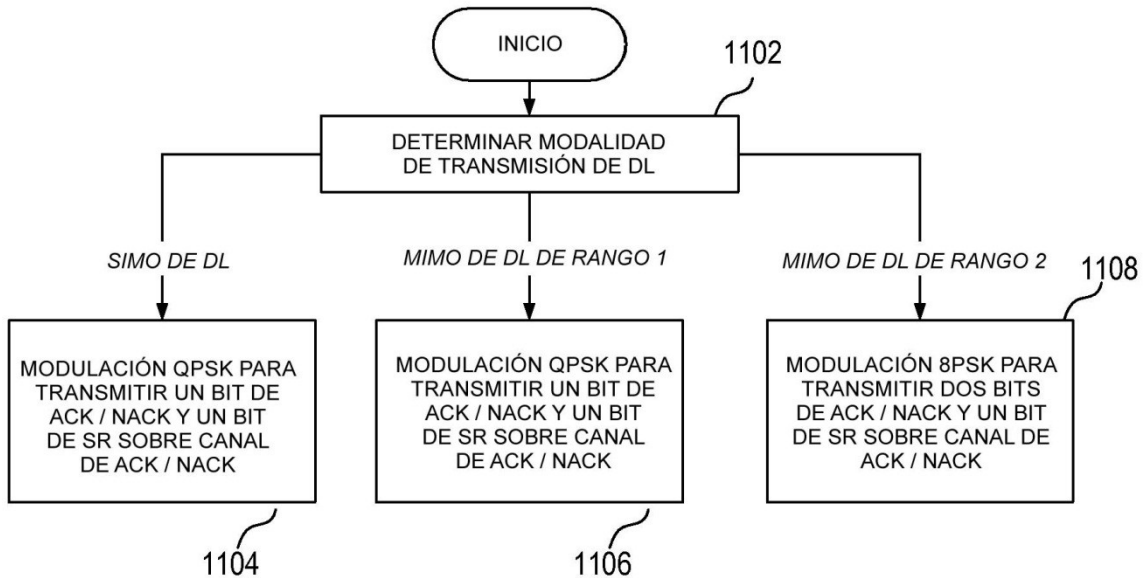 INICIO
1102
DETERMINAR MODALIDAD
DE TRANSMISIÓN DE DL
SIMO DE DL
MIMO DE DL DE RANGO 1
MIMO DE DL DE RANGO 2
1108
MODULACIÓN QPSK PARA
TRANSMITIR UN BIT DE
ACK / NACK Y UN BIT
DE SR SOBRE CANAL
DE ACK / NACK
MODULACIÓN QPSK PARA
TRANSMITIR UN BIT DE
ACK / NACK Y UN BIT
DE SR SOBRE CANAL
DE ACK / NACK
MODULACIÓN 8PSK PARA
TRANSMITIR DOS BITS
DE ACK / NACK Y UN BIT
DE SR SOBRE CANAL DE
ACK / NACK
1104
1106